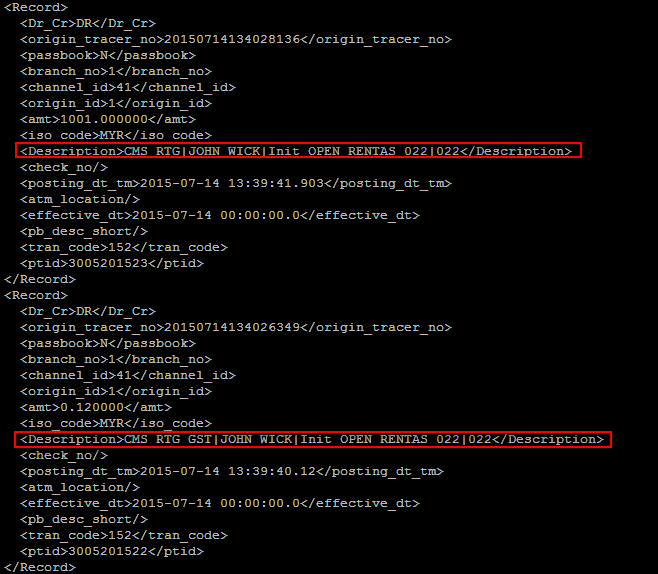 <Record>
<Dr_Cr>DR</Dr_Cr>
<origin_tracer_no>20150714134028136</origin_tracer_no>
<passbook>N</passbook>
<branch_no>1</branch_no>
<channel_id>41</channel_id>
<origin_id>1</origin_id>
<amt>1001.000000</amt>
<iso_code>MYR</iso_code>
<Description>CMS RTG|JOHN WICK|Init OPEN RENTAS 022|022</Description>
<check_no/>
<posting_dt_tm>2015-07-14 13:39:41.903</posting_dt_tm>
<atm_location/>
<effective_dt>2015-07-14 00:00:00.0</effective_dt>
<pb_desc_short/>
<tran_code>152</tran_code>
<ptid>3005201523</ptid>
</Record>
<Record>
<Dr_Cr>DR</Dr_Cr>
<origin_tracer_no>20150714134026349</origin_tracer_no>
<passbook>N</passbook>
<branch_no>1</branch_no>
<channel_id>41</channel_id>
<origin_id>1</origin_id>
<amt>0.120000</amt>
<iso_code>MYR</iso_code>
<Description>CMS RTG GST|JOHN WICK|Init OPEN RENTAS 022|022</Description>
<check_no/>
<posting_dt_tm>2015-07-14 13:39:40.12</posting_dt_tm>
<atm_location/>
<effective_dt>2015-07-14 00:00:00.0</effective_dt>
<pb_desc_short/>
<tran_code>152</tran_code>
<ptid>3005201522</ptid>
</Record>